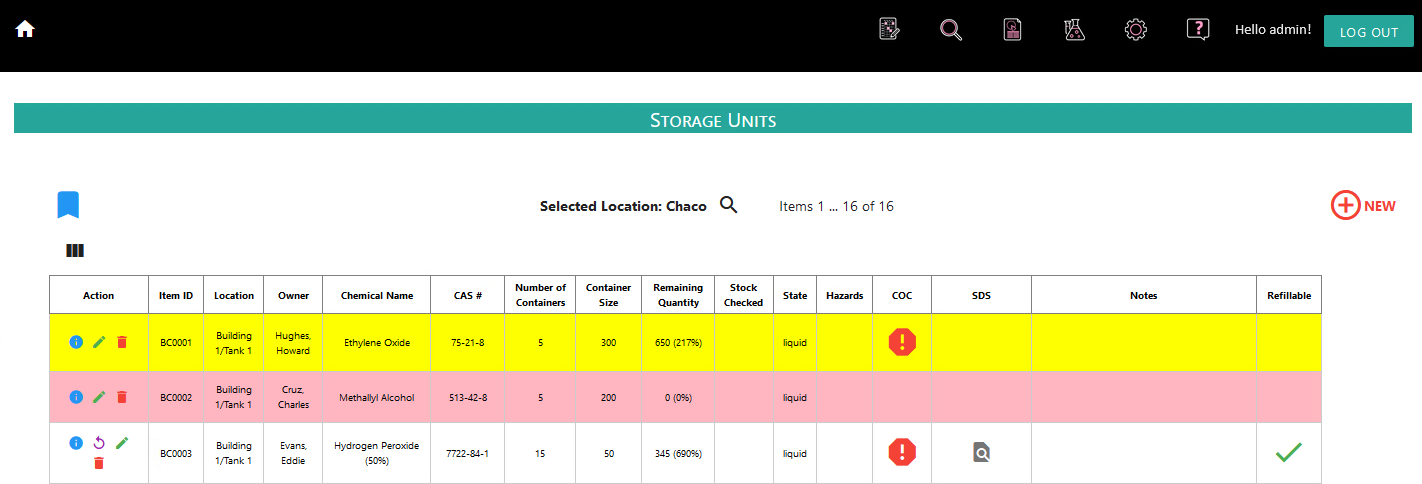 Hello admin!
LOG OUT
STORAGE UNITS
Selected Location: Chaco
Items 1 ... 16 of 16
NEW
Action Item ID Location Owner Chemical Name CAS # Number of Containers Container Size Remaining Quantity Stock Checked State Hazards COC SDS Notes Refillable
BC0001 Building 1/Tank 1 Hughes, Howard Ethylene Oxide 75-21-8 5 300 650 (217%) liquid
BC0002 Building 1/Tank 1 Cruz, Charles Methallyl Alcohol 513-42-8 5 200 0 (0%) liquid
BC0003 Building 1/Tank 1 Evans, Eddie Hydrogen Peroxide (50%) 7722-84-1 15 50 345 (690%) liquid